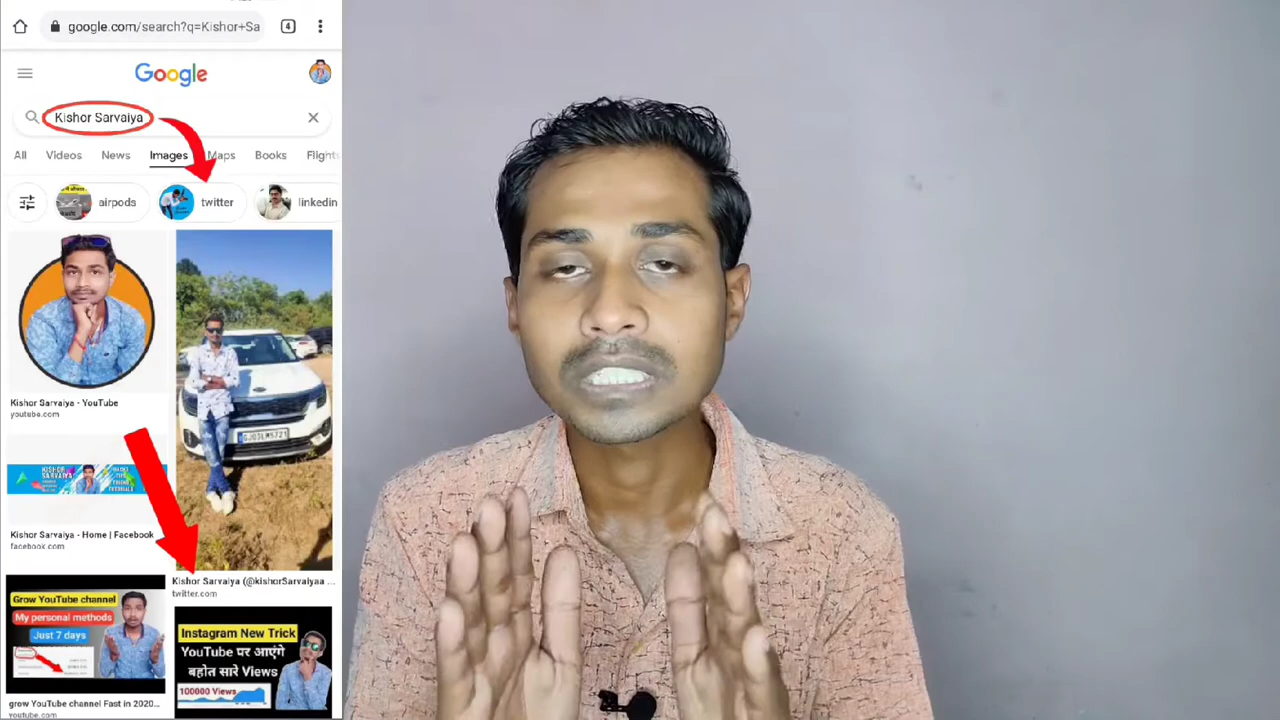 google.com/search?q=Kishor+Sa
4
Google
Kishor Sarvaiya
All Videos News Images Maps Books Flights
airpods twitter linkedin
Kishor Sarvaiya - YouTube
youtube.com
GJ03LM5721
KISHOR
SARVAIYA
Kishor Sarvaiya - Home | Facebook
facebook.com
Kishor Sarvaiya (@kishorSarvaiyaa ...
twitter.com
Grow YouTube channel
My personal methods
Just 7 days
Instagram New Trick
YouTube पर आएंगे
बहोत सारे Views
100000 Views
grow YouTube channel Fast in 2020...
youtube.com